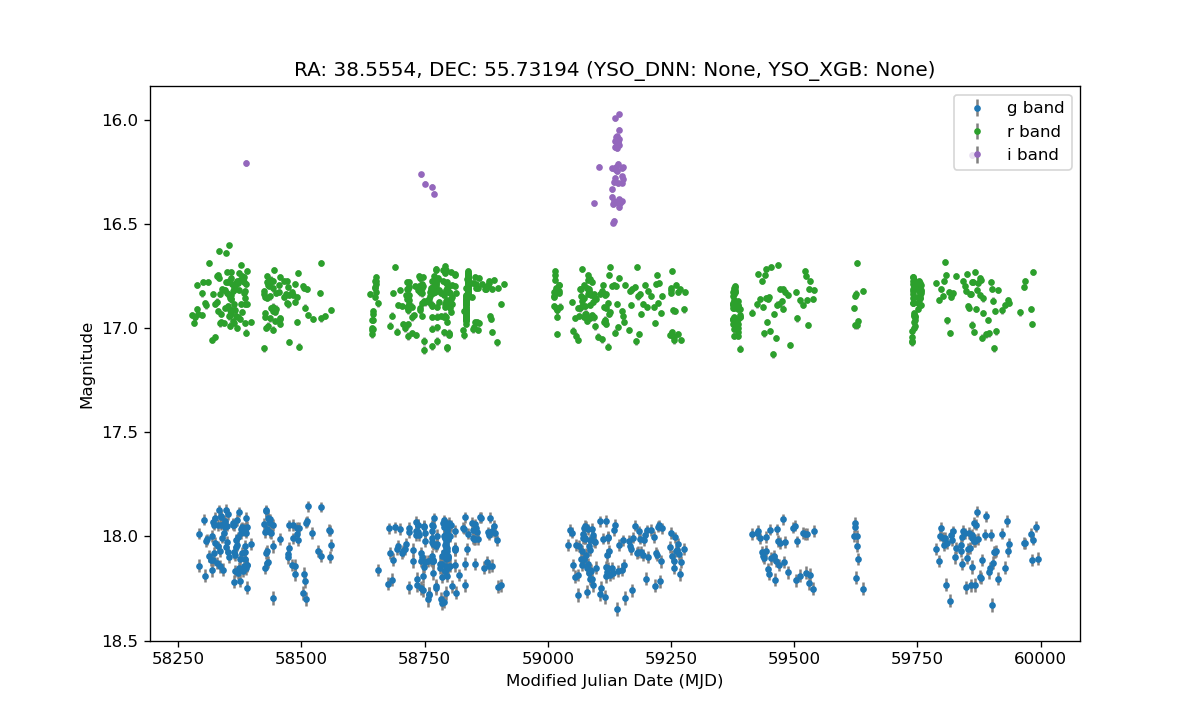 RA: 38.5554, DEC: 55.73194 (YSO_DNN: None, YSO_XGB: None)
g band
r band
i band
Magnitude
16.0
16.5
17.0
17.5
18.0
18.5
58250 58500 58750 59000 59250 59500 59750 60000
Modified Julian Date (MJD)